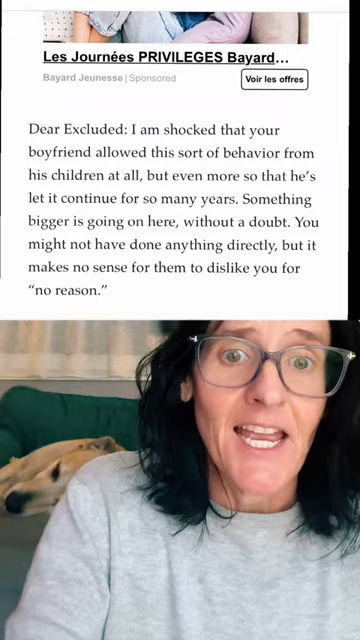 Les Journées PRIVILEGES Bayard...
Bayard Jeunesse | Sponsored
Voir les offres
Dear Excluded: I am shocked that your
boyfriend allowed this sort of behavior from
his children at all, but even more so that he's
let it continue for so many years. Something
bigger is going on here, without a doubt. You
might not have done anything directly, but it
makes no sense for them to dislike you for
“no reason.”